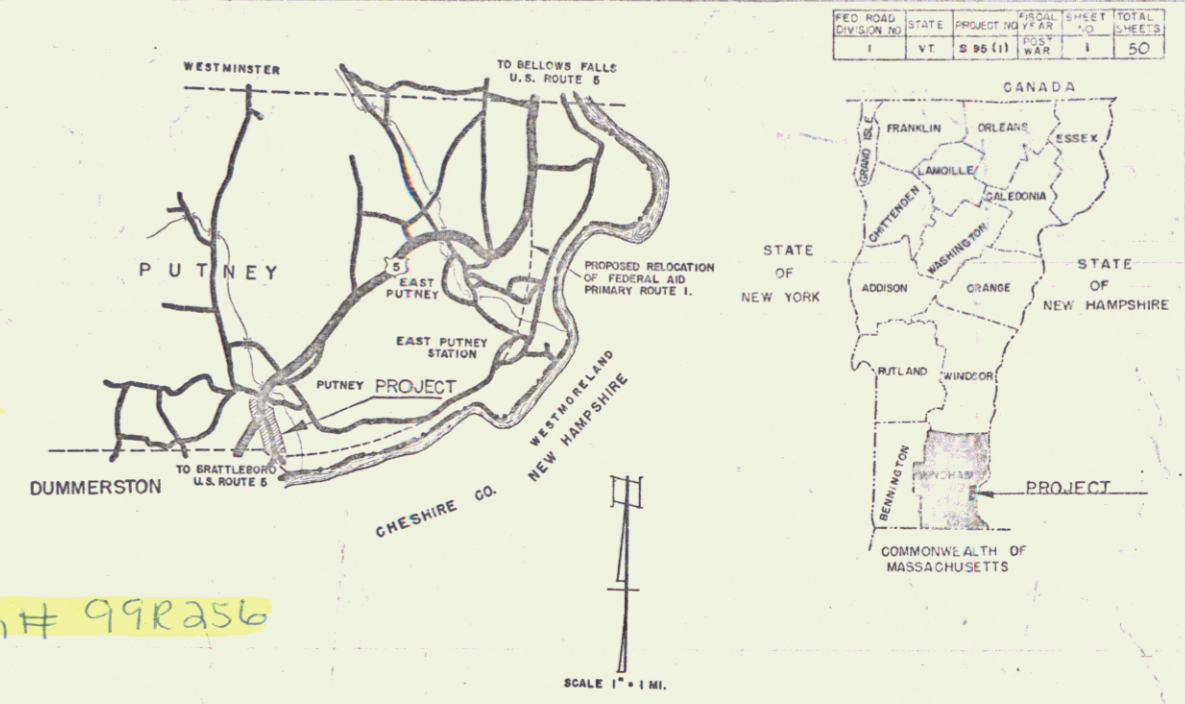 FED ROAD DIVISION NO
STATE
PROJECT NO
FISCAL YEAR
SHEET NO
TOTAL SHEETS
1
VT.
S 95 (1)
POST WAR
1
50
WESTMINSTER
TO BELLOWS FALLS
U.S. ROUTE 5
PUTNEY
5
EAST
PUTNEY
PROPOSED RELOCATION
OF FEDERAL AID
PRIMARY ROUTE 1.
EAST PUTNEY
STATION
PUTNEY
PROJECT
TO BRATTLEBORO
U.S. ROUTE 5
DUMMERSTON
WESTMORELAND
NEW HAMPSHIRE
CHESHIRE CO.
# 99R256
SCALE 1" = 1 MI.
CANADA
GRAND ISLE
FRANKLIN
ORLEANS
ESSEX
LAMOILLE
CALEDONIA
CHITTENDEN
WASHINGTON
STATE
OF
NEW YORK
ADDISON
ORANGE
STATE
OF
NEW HAMPSHIRE
RUTLAND
WINDSOR
BENNINGTON
WINDHAM
PROJECT
COMMONWEALTH OF
MASSACHUSETTS